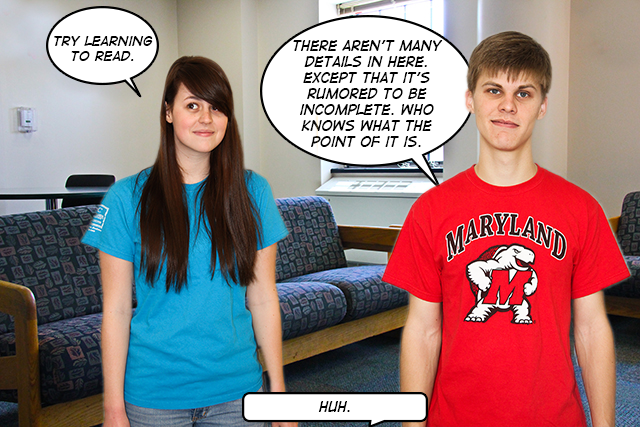 TRY LEARNING
TO READ.
THERE AREN'T MANY
DETAILS IN HERE.
EXCEPT THAT IT'S
RUMORED TO BE
INCOMPLETE. WHO
KNOWS WHAT THE
POINT OF IT IS.
MARYLAND
M
HUH.